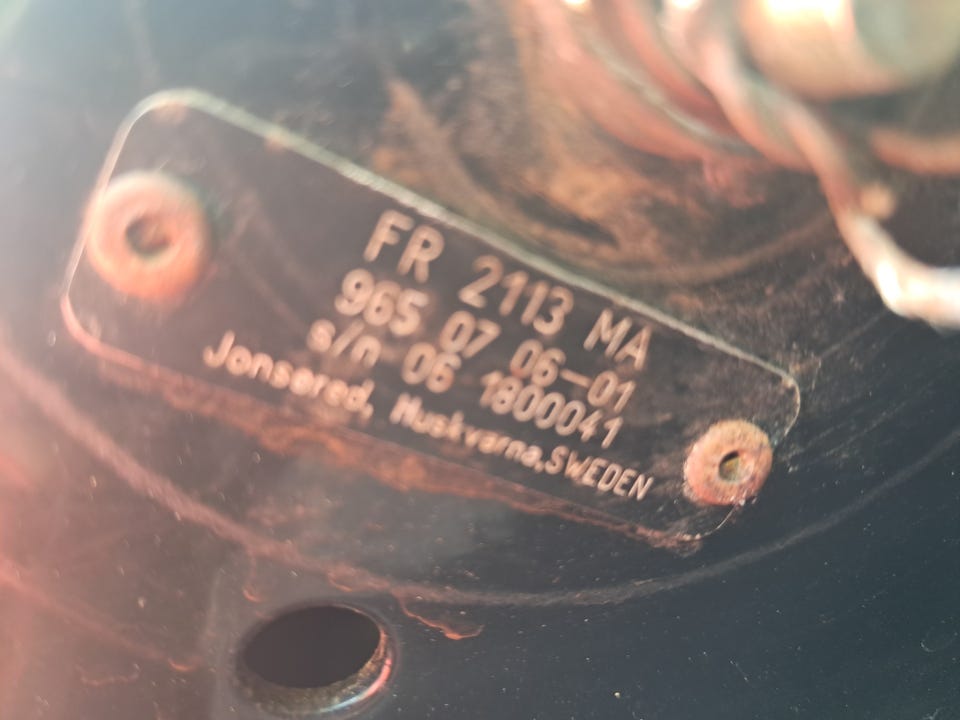 FR 2113 MA
965 07 06-01
s/n 06 1800041
Jonsered, Huskvarna, SWEDEN